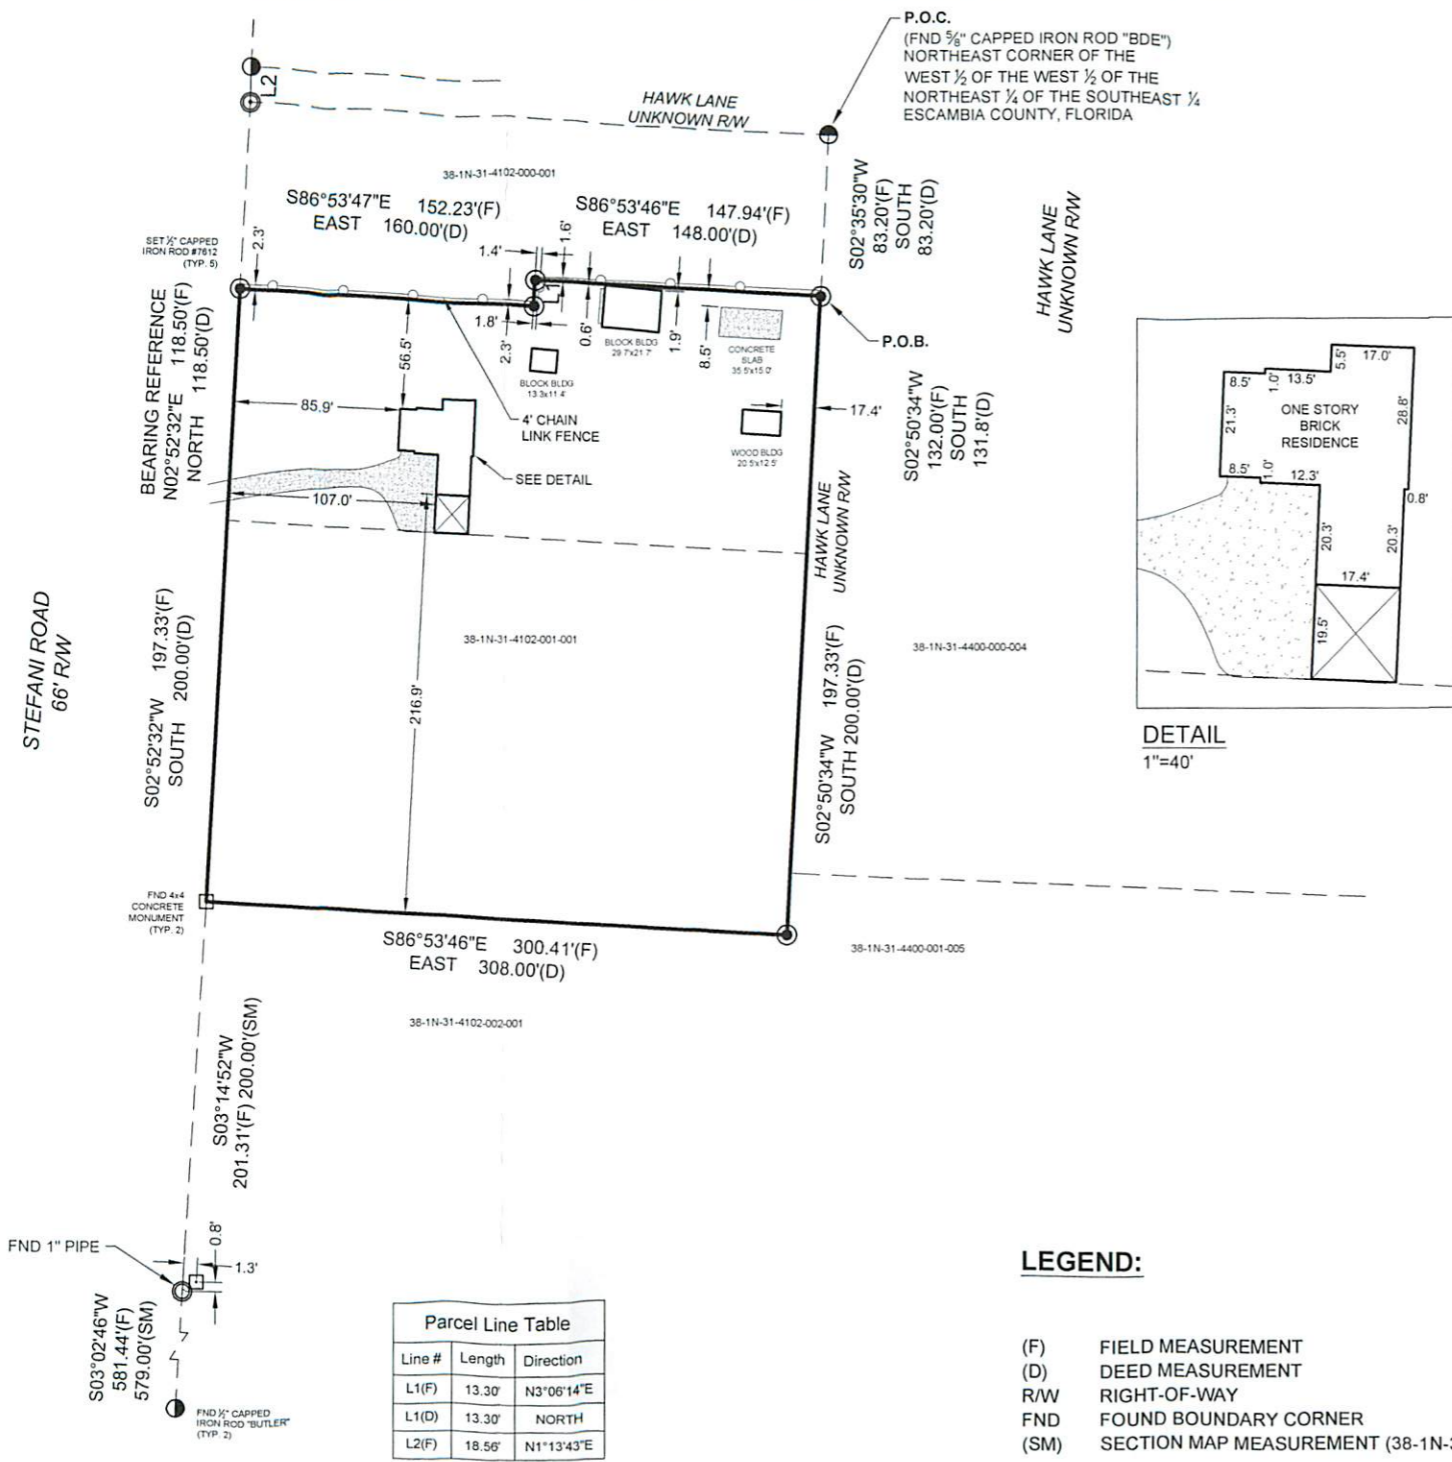 P.O.C.
(FND ⅝" CAPPED IRON ROD "BDE")
NORTHEAST CORNER OF THE
WEST ½ OF THE WEST ½ OF THE
NORTHEAST ¼ OF THE SOUTHEAST ¼
ESCAMBIA COUNTY, FLORIDA
L2
HAWK LANE
UNKNOWN R/W
38-1N-31-4102-000-001
S86°53'47"E 152.23'(F)
EAST 160.00'(D)
S86°53'46"E 147.94'(F)
EAST 148.00'(D)
S02°35'30"W
83.20'(F)
SOUTH
83.20'(D)
HAWK LANE
UNKNOWN R/W
SET ½" CAPPED
IRON ROD #7612
(TYP. 5)
2.3'
1.4'
1.6'
L1
1.8'
2.3'
0.6'
1.9'
8.5'
P.O.B.
BLOCK BLDG
29.7'x21.7'
CONCRETE
SLAB
35.5'x15.0'
BLOCK BLDG
13.3x11.4'
WOOD BLDG
20.5'x12.5'
BEARING REFERENCE
N02°52'32"E 118.50'(F)
NORTH 118.50'(D)
56.5'
85.9'
4' CHAIN
LINK FENCE
17.4'
SEE DETAIL
107.0'
S02°50'34"W
132.00'(F)
SOUTH
131.8'(D)
HAWK LANE
UNKNOWN R/W
STEFANI ROAD
66' R/W
S02°52'32"W 197.33'(F)
SOUTH 200.00'(D)
38-1N-31-4102-001-001
216.9'
S02°50'34"W 197.33'(F)
SOUTH 200.00'(D)
38-1N-31-4400-000-004
5.5'
17.0'
8.5'
1.0'
13.5'
21.3'
ONE STORY
BRICK
RESIDENCE
28.8'
8.5'
1.0'
12.3'
0.8'
20.3'
20.3'
17.4'
19.5'
DETAIL
1"=40'
FND 4x4
CONCRETE
MONUMENT
(TYP. 2)
S86°53'46"E 300.41'(F)
EAST 308.00'(D)
38-1N-31-4400-001-005
38-1N-31-4102-002-001
S03°14'52"W
201.31'(F) 200.00'(SM)
FND 1" PIPE
0.8'
1.3'
S03°02'46"W
581.44'(F)
579.00'(SM)
FND ½" CAPPED
IRON ROD "BUTLER"
(TYP. 2)
Parcel Line Table
Line # Length Direction
L1(F) 13.30' N3°06'14"E
L1(D) 13.30' NORTH
L2(F) 18.56' N1°13'43"E
LEGEND:
(F) FIELD MEASUREMENT
(D) DEED MEASUREMENT
R/W RIGHT-OF-WAY
FND FOUND BOUNDARY CORNER
(SM) SECTION MAP MEASUREMENT (38-1N-3